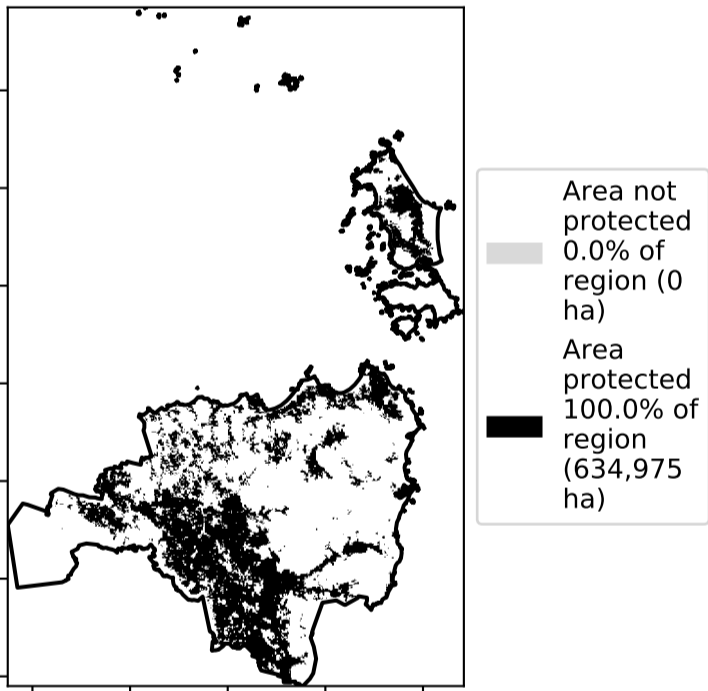 Area not
protected
0.0% of
region (0
ha)
Area
protected
100.0% of
region
(634,975
ha)